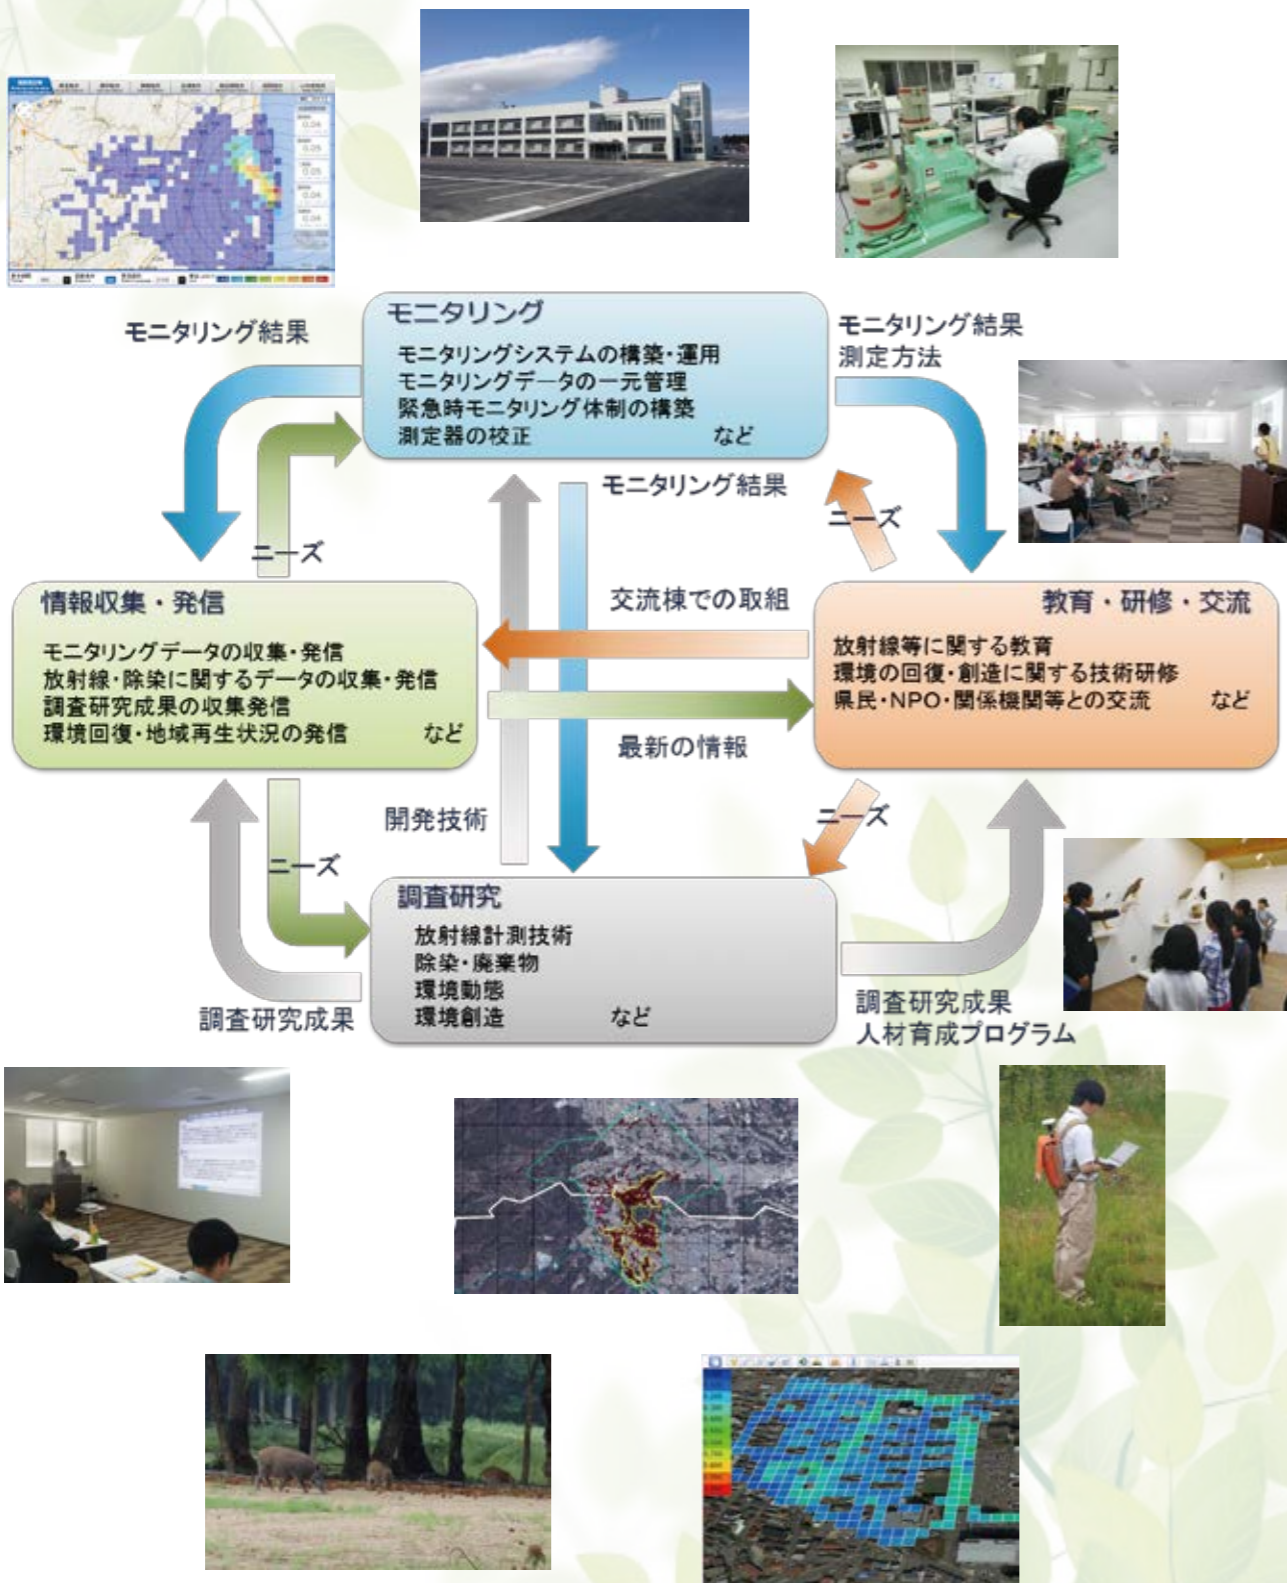 モニタリング結果
モニタリング
モニタリングシステムの構築・運用
モニタリングデータの一元管理
緊急時モニタリング体制の構築
測定器の校正 など
モニタリング結果
測定方法
モニタリング結果
ニーズ
ニーズ
情報収集・発信
モニタリングデータの収集・発信
放射線・除染に関するデータの収集・発信
調査研究成果の収集発信
環境回復・地域再生状況の発信 など
交流棟での取組
教育・研修・交流
放射線等に関する教育
環境の回復・創造に関する技術研修
県民・NPO・関係機関等との交流 など
最新の情報
開発技術
ニーズ
ニーズ
調査研究
放射線計測技術
除染・廃棄物
環境動態
環境創造 など
調査研究成果
調査研究成果
人材育成プログラム